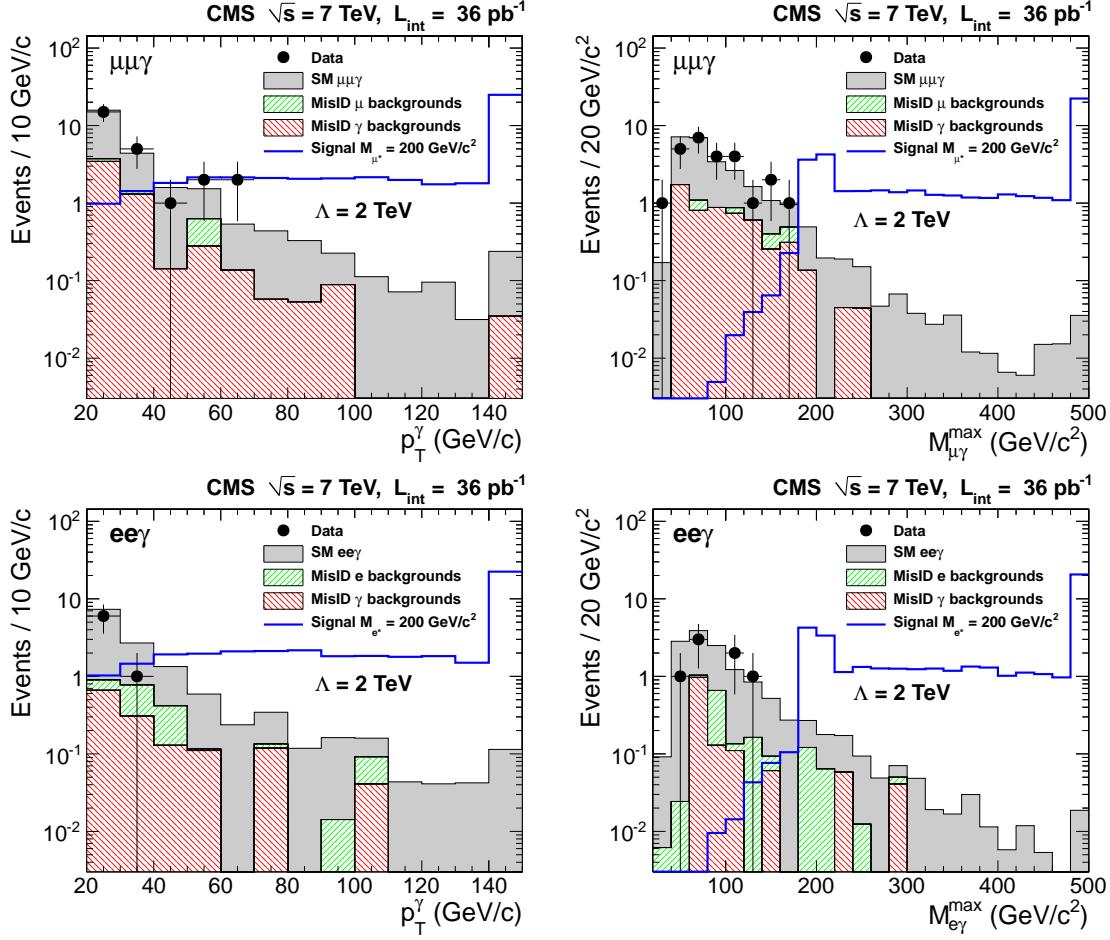 CMS √s = 7 TeV, L_int = 36 pb^-1
μμγ
Data
SM μμγ
MisID μ backgrounds
MisID γ backgrounds
Signal M_μ* = 200 GeV/c²
Λ = 2 TeV
Events / 10 GeV/c
10²
10
1
10^-1
10^-2
20 40 60 80 100 120 140
p_T^γ (GeV/c)
CMS √s = 7 TeV, L_int = 36 pb^-1
μμγ
Data
SM μμγ
MisID μ backgrounds
MisID γ backgrounds
Signal M_μ* = 200 GeV/c²
Λ = 2 TeV
Events / 20 GeV/c²
10²
10
1
10^-1
10^-2
100 200 300 400 500
M_μγ^max (GeV/c²)
CMS √s = 7 TeV, L_int = 36 pb^-1
eeγ
Data
SM eeγ
MisID e backgrounds
MisID γ backgrounds
Signal M_e* = 200 GeV/c²
Λ = 2 TeV
Events / 10 GeV/c
10²
10
1
10^-1
10^-2
20 40 60 80 100 120 140
p_T^γ (GeV/c)
CMS √s = 7 TeV, L_int = 36 pb^-1
eeγ
Data
SM eeγ
MisID e backgrounds
MisID γ backgrounds
Signal M_e* = 200 GeV/c²
Λ = 2 TeV
Events / 20 GeV/c²
10²
10
1
10^-1
10^-2
100 200 300 400 500
M_eγ^max (GeV/c²)